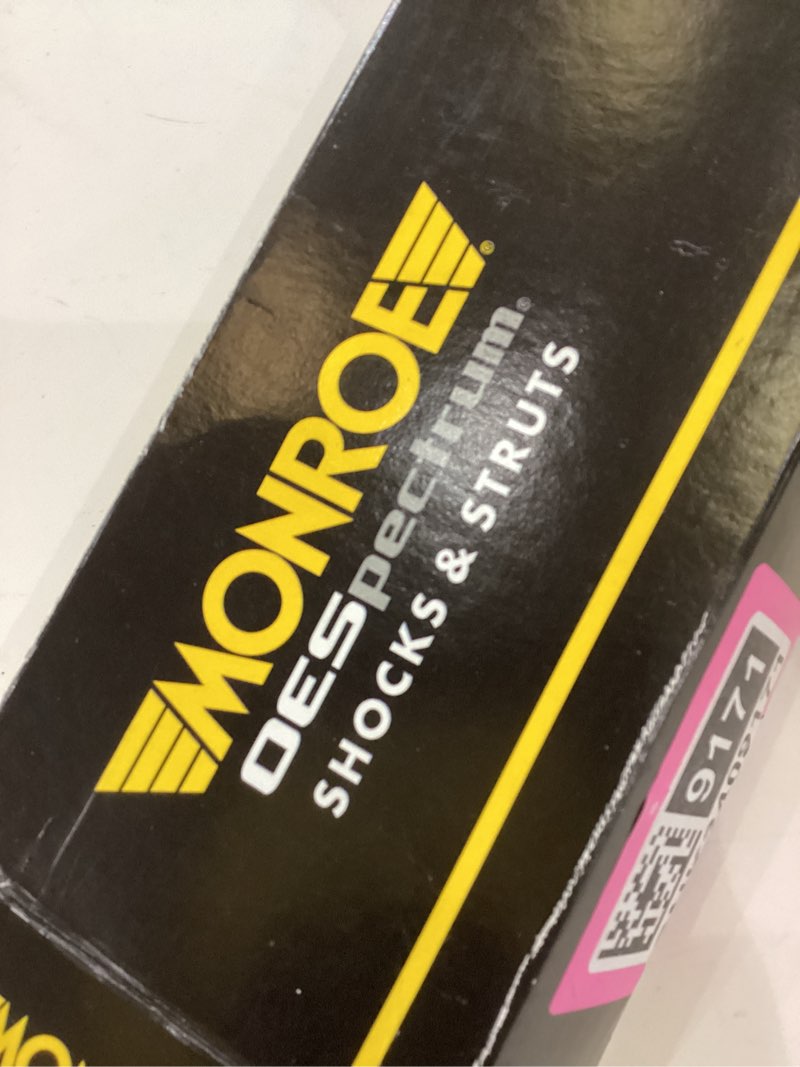 MONROE®
OESpectrum®
SHOCKS & STRUTS
9171